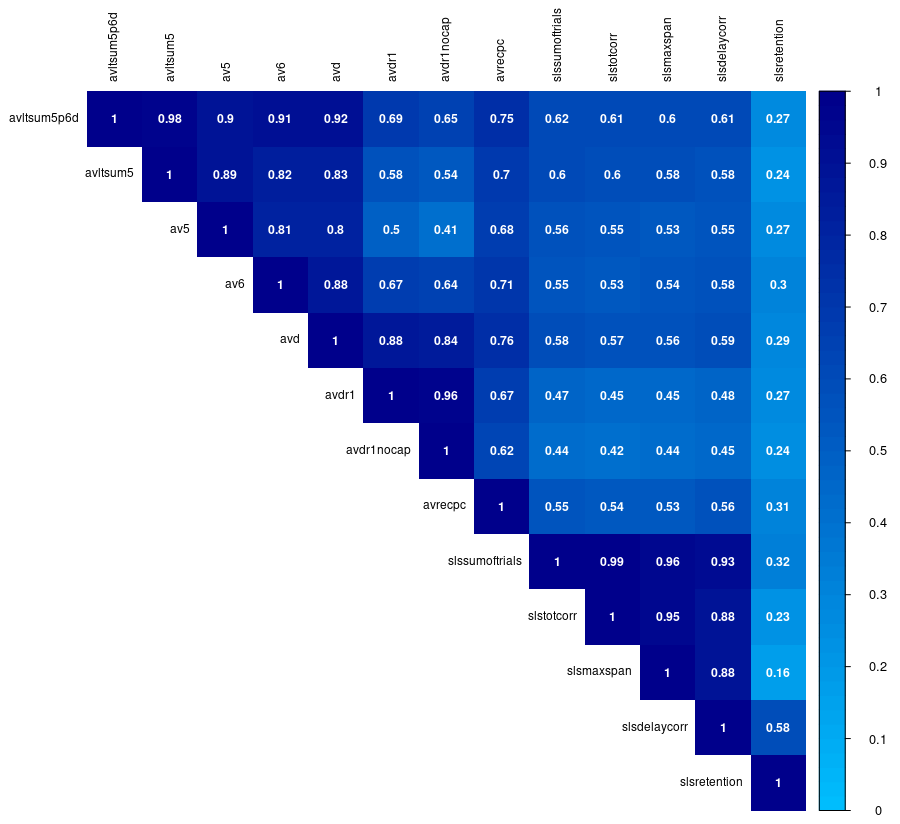 avltsum5p6d avltsum5 av5 av6 avd avdr1 avdr1nocap avrecpc slssumoftrials slstotcorr slsmaxspan slsdelaycorr slsretention
avltsum5p6d 1 0.98 0.9 0.91 0.92 0.69 0.65 0.75 0.62 0.61 0.6 0.61 0.27
avltsum5 1 0.89 0.82 0.83 0.58 0.54 0.7 0.6 0.6 0.58 0.58 0.24
av5 1 0.81 0.8 0.5 0.41 0.68 0.56 0.55 0.53 0.55 0.27
av6 1 0.88 0.67 0.64 0.71 0.55 0.53 0.54 0.58 0.3
avd 1 0.88 0.84 0.76 0.58 0.57 0.56 0.59 0.29
avdr1 1 0.96 0.67 0.47 0.45 0.45 0.48 0.27
avdr1nocap 1 0.62 0.44 0.42 0.44 0.45 0.24
avrecpc 1 0.55 0.54 0.53 0.56 0.31
slssumoftrials 1 0.99 0.96 0.93 0.32
slstotcorr 1 0.95 0.88 0.23
slsmaxspan 1 0.88 0.16
slsdelaycorr 1 0.58
slsretention 1
1
0.9
0.8
0.7
0.6
0.5
0.4
0.3
0.2
0.1
0